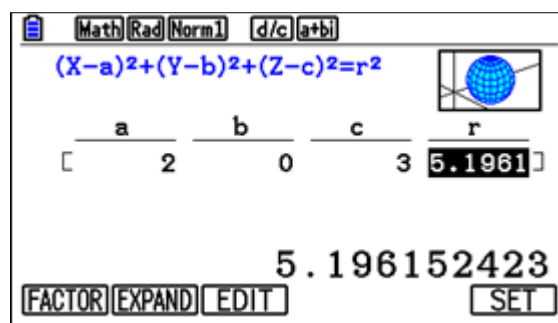 Math Rad Norm1 d/c a+bi
(X-a)²+(Y-b)²+(Z-c)²=r²
a b c r
[ 2 0 3 5.1961 ]
5.196152423
FACTOR EXPAND EDIT SET